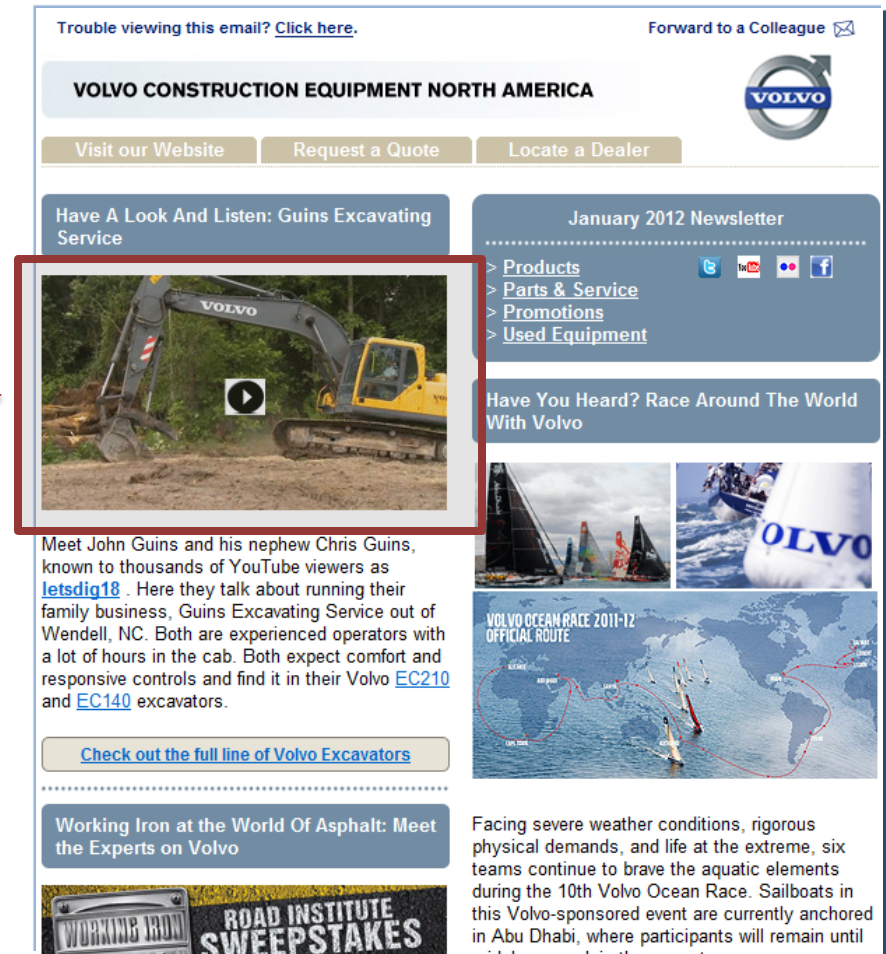 Trouble viewing this email? Click here.
Forward to a Colleague
VOLVO CONSTRUCTION EQUIPMENT NORTH AMERICA
VOLVO
Visit our Website
Request a Quote
Locate a Dealer
Have A Look And Listen: Guins Excavating
Service
VOLVO
Meet John Guins and his nephew Chris Guins,
known to thousands of YouTube viewers as
letsdig18 . Here they talk about running their
family business, Guins Excavating Service out of
Wendell, NC. Both are experienced operators with
a lot of hours in the cab. Both expect comfort and
responsive controls and find it in their Volvo EC210
and EC140 excavators.
Check out the full line of Volvo Excavators
Working Iron at the World Of Asphalt: Meet
the Experts on Volvo
WORKING IRON
ROAD INSTITUTE
SWEEPSTAKES
January 2012 Newsletter
> Products
> Parts & Service
> Promotions
> Used Equipment
Have You Heard? Race Around The World
With Volvo
OLVO
VOLVO OCEAN RACE 2011-12
OFFICIAL ROUTE
ALICANTE
ABU DHABI
CAPE TOWN
Facing severe weather conditions, rigorous
physical demands, and life at the extreme, six
teams continue to brave the aquatic elements
during the 10th Volvo Ocean Race. Sailboats in
this Volvo-sponsored event are currently anchored
in Abu Dhabi, where participants will remain until